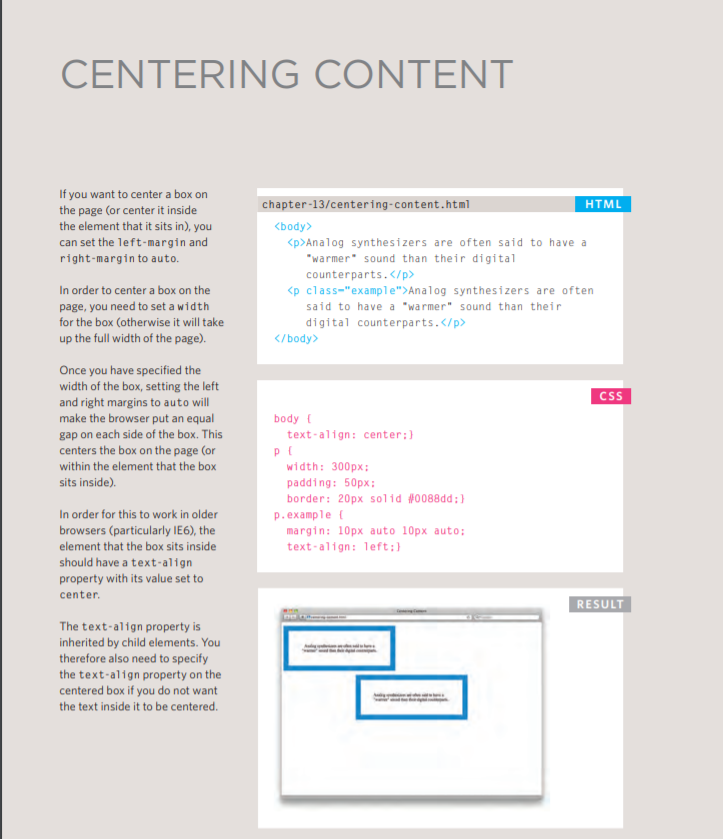 CENTERING CONTENT
If you want to center a box on
the page (or center it inside
the element that it sits in), you
can set the left-margin and
right-margin to auto.
In order to center a box on the
page, you need to set a width
for the box (otherwise it will take
up the full width of the page).
Once you have specified the
width of the box, setting the left
and right margins to auto will
make the browser put an equal
gap on each side of the box. This
centers the box on the page (or
within the element that the box
sits inside).
In order for this to work in older
browsers (particularly IE6), the
element that the box sits inside
should have a text-align
property with its value set to
center.
The text-align property is
inherited by child elements. You
therefore also need to specify
the text-align property on the
centered box if you do not want
the text inside it to be centered.
chapter-13/centering-content.html
HTML
<body>
<p>Analog synthesizers are often said to have a
"warmer" sound than their digital
counterparts.</p>
<p class="example">Analog synthesizers are often
said to have a "warmer" sound than their
digital counterparts.</p>
</body>
CSS
body {
text-align: center;}
p {
width: 300px;
padding: 50px;
border: 20px solid #0088dd;}
p.example {
margin: 10px auto 10px auto;
text-align: left;}
RESULT
Centering Content
Analog synthesizers are often said to have a
"warmer" sound than their digital counterparts.
Analog synthesizers are often said to have a
"warmer" sound than their digital counterparts.